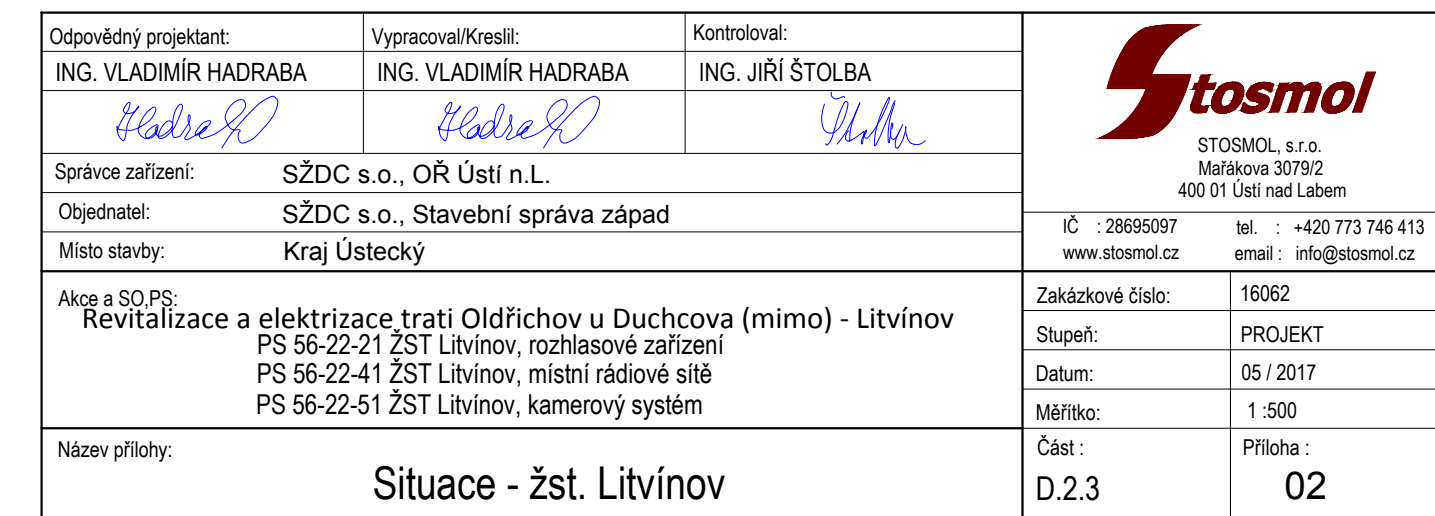 Odpovědný projektant: Vypracoval/Kreslil: Kontroloval:
ING. VLADIMÍR HADRABA ING. VLADIMÍR HADRABA ING. JIŘÍ ŠTOLBA
Hadraba Hadraba Štolba
Správce zařízení: SŽDC s.o., OŘ Ústí n.L.
Objednatel: SŽDC s.o., Stavební správa západ
Místo stavby: Kraj Ústecký
Stosmol
STOSMOL, s.r.o.
Mařákova 3079/2
400 01 Ústí nad Labem
IČ : 28695097 tel. : +420 773 746 413
www.stosmol.cz email : info@stosmol.cz
Akce a SO,PS:
Revitalizace a elektrizace trati Oldřichov u Duchcova (mimo) - Litvínov
PS 56-22-21 ŽST Litvínov, rozhlasové zařízení
PS 56-22-41 ŽST Litvínov, místní rádiové sítě
PS 56-22-51 ŽST Litvínov, kamerový systém
Zakázkové číslo: 16062
Stupeň: PROJEKT
Datum: 05 / 2017
Měřítko: 1 :500
Název přílohy:
Situace - žst. Litvínov
Část : Příloha :
D.2.3 02